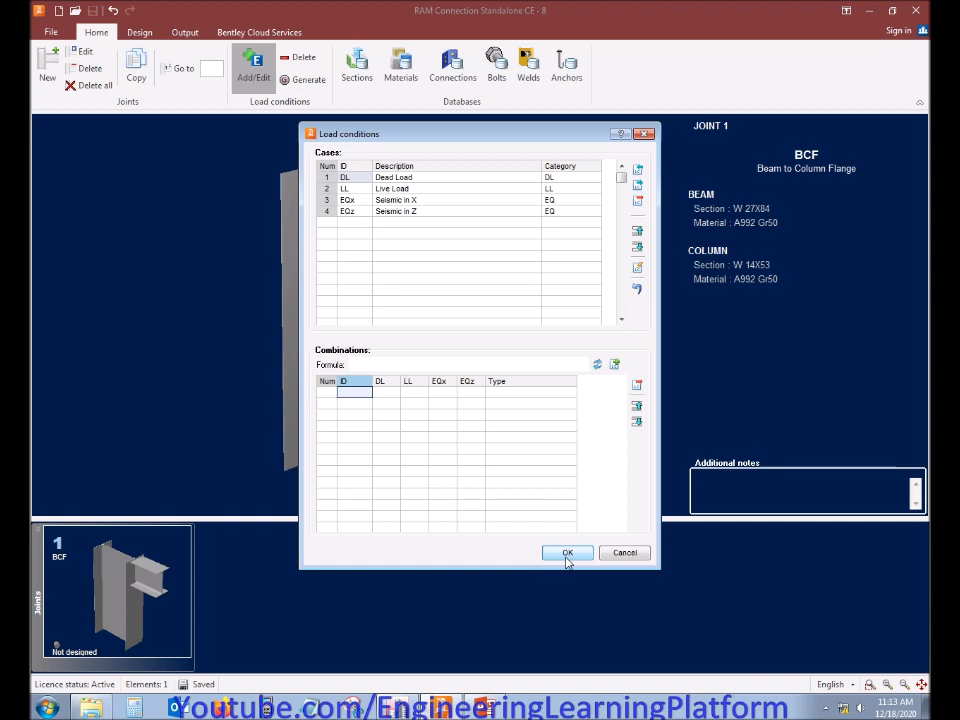 RAM Connection Standalone CE - 8
File Home Design Output Bentley Cloud Services Sign in
New
Edit
Delete
Delete all
Copy
Go to
Joints
Add/Edit
Delete
Generate
Load conditions
Sections Materials Connections Bolts Welds Anchors
Databases
Load conditions
Cases:
Num ID Description Category
1 DL Dead Load DL
2 LL Live Load LL
3 EQx Seismic in X EQ
4 EQz Seismic in Z EQ
Combinations:
Formula:
Num ID DL LL EQx EQz Type
OK Cancel
JOINT 1
BCF
Beam to Column Flange
BEAM
Section : W 27X84
Material : A992 Gr50
COLUMN
Section : W 14X53
Material : A992 Gr50
Additional notes
Joints
1
BCF
Not designed
Licence status: Active Elements: 1 Saved English
11:13 AM
12/18/2020
Youtube.com/EngineeringLearningPlatform